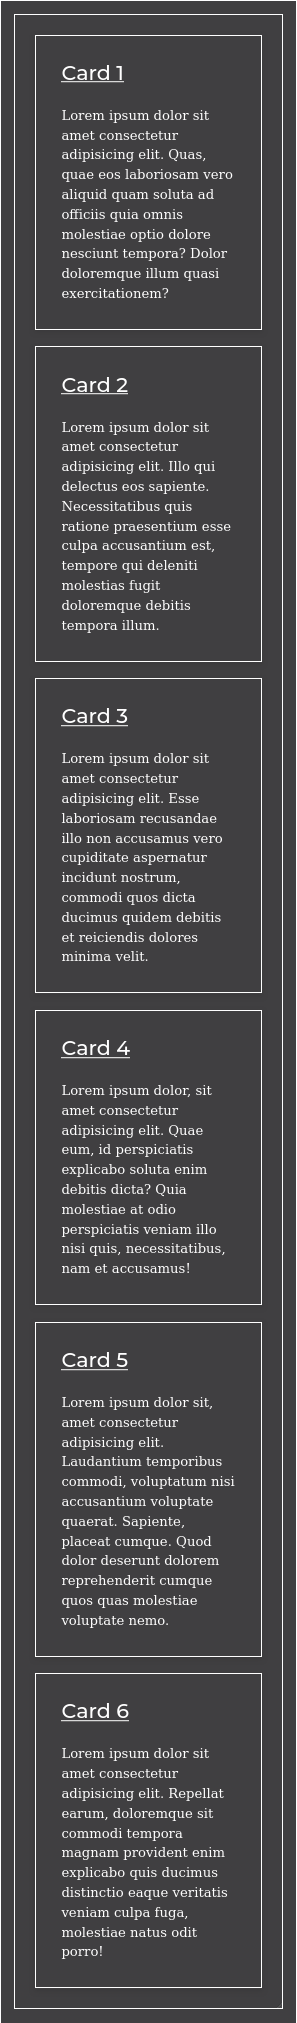 Card 1
Lorem ipsum dolor sit
amet consectetur
adipisicing elit. Quas,
quae eos laboriosam vero
aliquid quam soluta ad
officiis quia omnis
molestiae optio dolore
nesciunt tempora? Dolor
doloremque illum quasi
exercitationem?
Card 2
Lorem ipsum dolor sit
amet consectetur
adipisicing elit. Illo qui
delectus eos sapiente.
Necessitatibus quis
ratione praesentium esse
culpa accusantium est,
tempore qui deleniti
molestias fugit
doloremque debitis
tempora illum.
Card 3
Lorem ipsum dolor sit
amet consectetur
adipisicing elit. Esse
laboriosam recusandae
illo non accusamus vero
cupiditate aspernatur
incidunt nostrum,
commodi quos dicta
ducimus quidem debitis
et reiciendis dolores
minima velit.
Card 4
Lorem ipsum dolor, sit
amet consectetur
adipisicing elit. Quae
eum, id perspiciatis
explicabo soluta enim
debitis dicta? Quia
molestiae at odio
perspiciatis veniam illo
nisi quis, necessitatibus,
nam et accusamus!
Card 5
Lorem ipsum dolor sit,
amet consectetur
adipisicing elit.
Laudantium temporibus
commodi, voluptatum nisi
accusantium voluptate
quaerat. Sapiente,
placeat cumque. Quod
dolor deserunt dolorem
reprehenderit cumque
quos quas molestiae
voluptate nemo.
Card 6
Lorem ipsum dolor sit
amet consectetur
adipisicing elit. Repellat
earum, doloremque sit
commodi tempora
magnam provident enim
explicabo quis ducimus
distinctio eaque veritatis
veniam culpa fuga,
molestiae natus odit
porro!